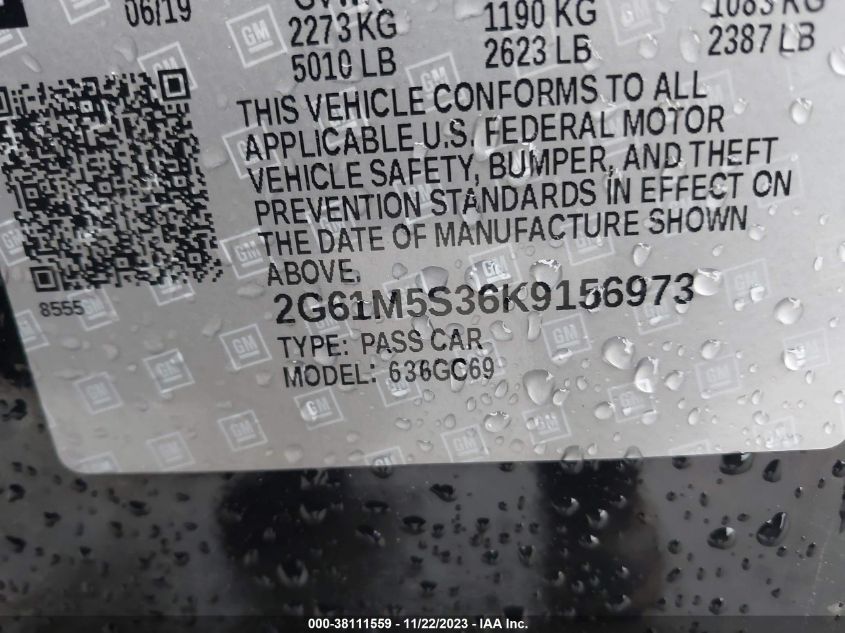 06/19
2273 KG 1190 KG 1083 KG
5010 LB 2623 LB 2387 LB
THIS VEHICLE CONFORMS TO ALL
APPLICABLE U.S. FEDERAL MOTOR
VEHICLE SAFETY, BUMPER, AND THEFT
PREVENTION STANDARDS IN EFFECT ON
THE DATE OF MANUFACTURE SHOWN
ABOVE.
8555
2G61M5S36K9156973
TYPE: PASS CAR
MODEL: 636GC69
000-38111559 - 11/22/2023 - IAA Inc.